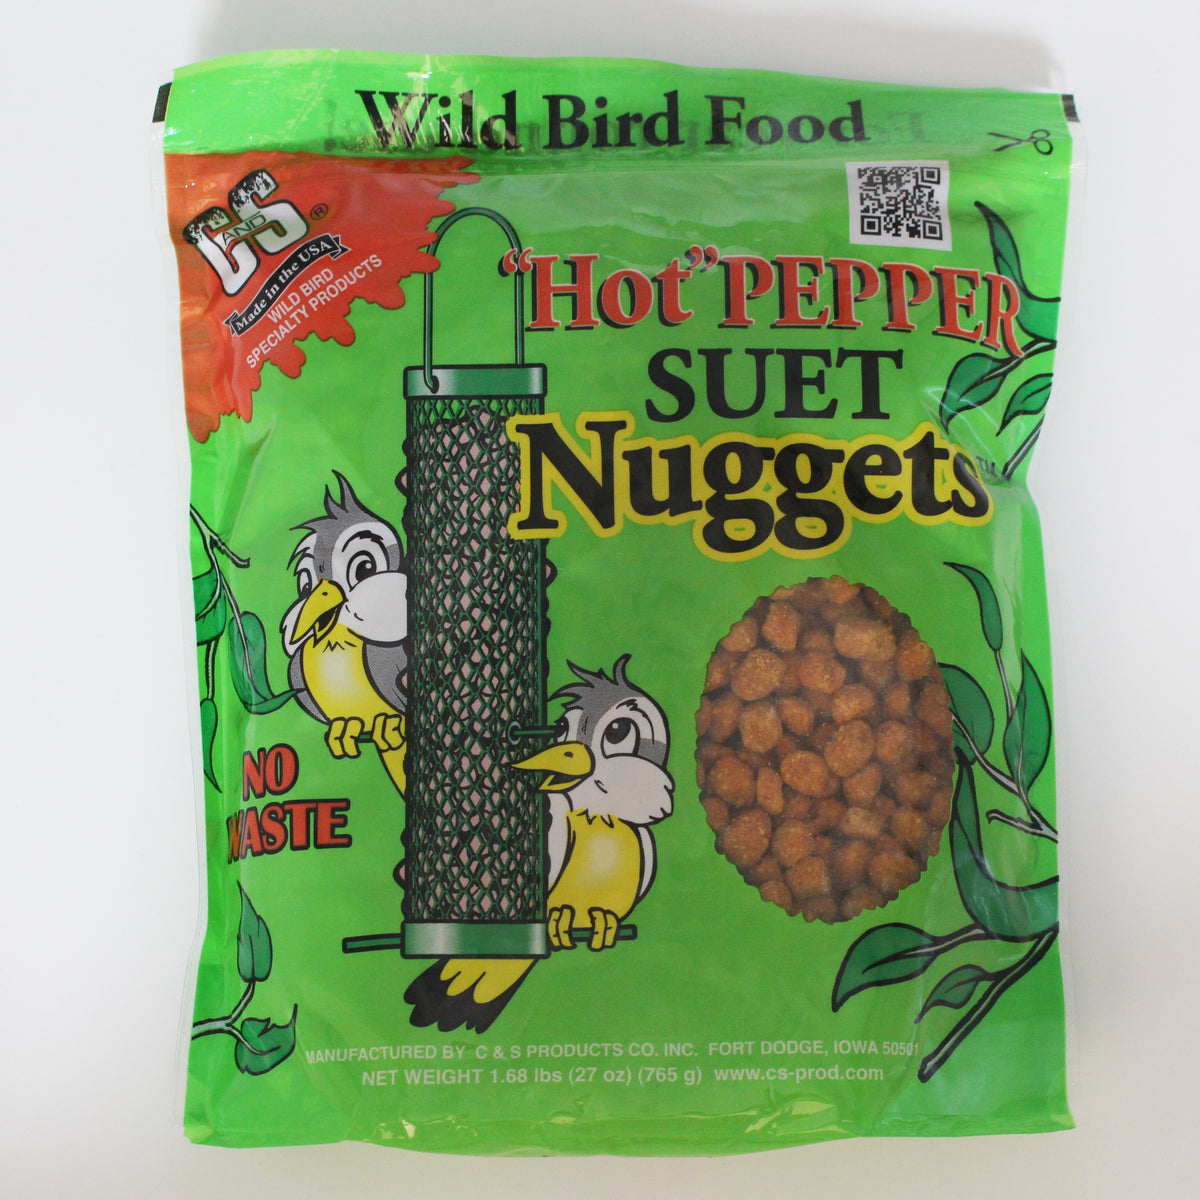 Wild Bird Food
C AND S ®
Made in the USA
WILD BIRD
SPECIALTY PRODUCTS
"Hot" PEPPER
SUET
Nuggets™
NO
WASTE
MANUFACTURED BY C & S PRODUCTS CO. INC. FORT DODGE, IOWA 50501
NET WEIGHT 1.68 lbs (27 oz) (765 g) www.cs-prod.com